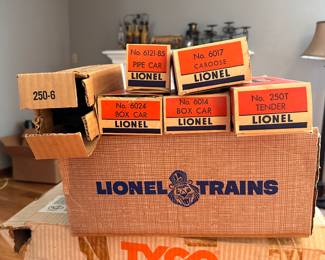 No. 6121-85
PIPE CAR
LIONEL
No. 6017
CABOOSE
LIONEL
250-6
No. 6024
BOX CAR
LIONEL
No. 6014
BOX CAR
LIONEL
No. 250T
TENDER
LIONEL
LIONEL TRAINS
TYCO